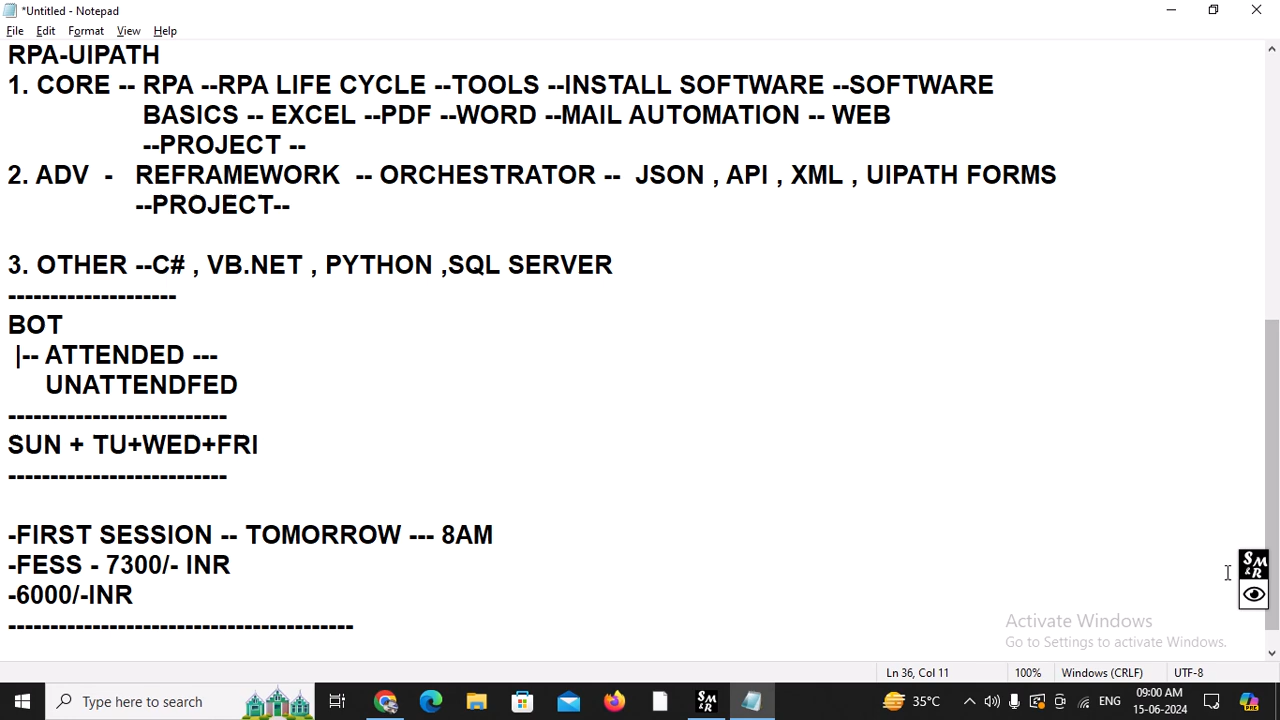 *Untitled - Notepad
File Edit Format View Help
RPA-UIPATH
1. CORE -- RPA --RPA LIFE CYCLE --TOOLS --INSTALL SOFTWARE --SOFTWARE
BASICS -- EXCEL --PDF --WORD --MAIL AUTOMATION -- WEB
--PROJECT --
2. ADV - REFRAMEWORK -- ORCHESTRATOR -- JSON , API , XML , UIPATH FORMS
--PROJECT--
3. OTHER --C# , VB.NET , PYTHON ,SQL SERVER
--------------------
BOT
|-- ATTENDED ---
UNATTENDFED
--------------------------
SUN + TU+WED+FRI
--------------------------
-FIRST SESSION -- TOMORROW --- 8AM
-FESS - 7300/- INR
-6000/-INR
-----------------------------------------
SM
&R
Activate Windows
Go to Settings to activate Windows.
Ln 36, Col 11 100% Windows (CRLF) UTF-8
Type here to search 35°C ENG 09:00 AM
15-06-2024